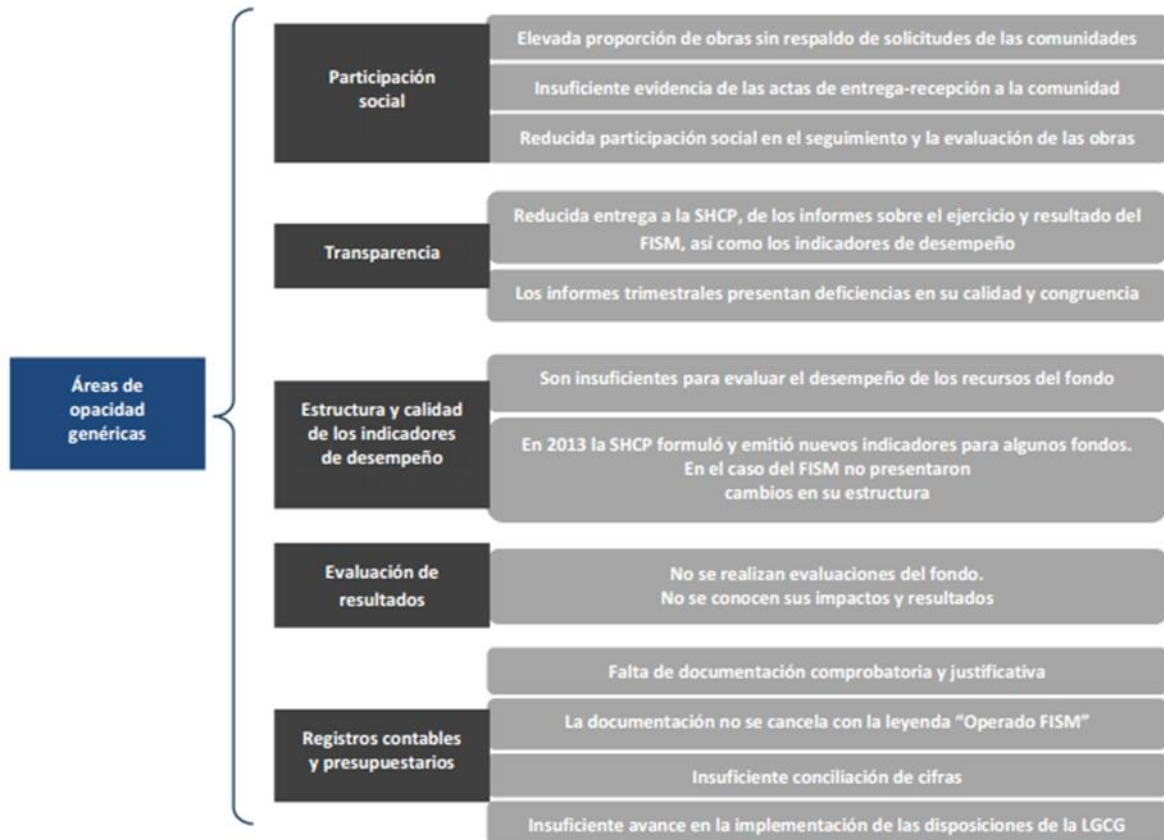 Áreas de
opacidad
genéricas
Participación
social
Elevada proporción de obras sin respaldo de solicitudes de las comunidades
Insuficiente evidencia de las actas de entrega-recepción a la comunidad
Reducida participación social en el seguimiento y la evaluación de las obras
Transparencia
Reducida entrega a la SHCP, de los informes sobre el ejercicio y resultado del
FISM, así como los indicadores de desempeño
Los informes trimestrales presentan deficiencias en su calidad y congruencia
Estructura y calidad
de los indicadores
de desempeño
Son insuficientes para evaluar el desempeño de los recursos del fondo
En 2013 la SHCP formuló y emitió nuevos indicadores para algunos fondos.
En el caso del FISM no presentaron
cambios en su estructura
Evaluación de
resultados
No se realizan evaluaciones del fondo.
No se conocen sus impactos y resultados
Registros contables
y presupuestarios
Falta de documentación comprobatoria y justificativa
La documentación no se cancela con la leyenda “Operado FISM”
Insuficiente conciliación de cifras
Insuficiente avance en la implementación de las disposiciones de la LGCG